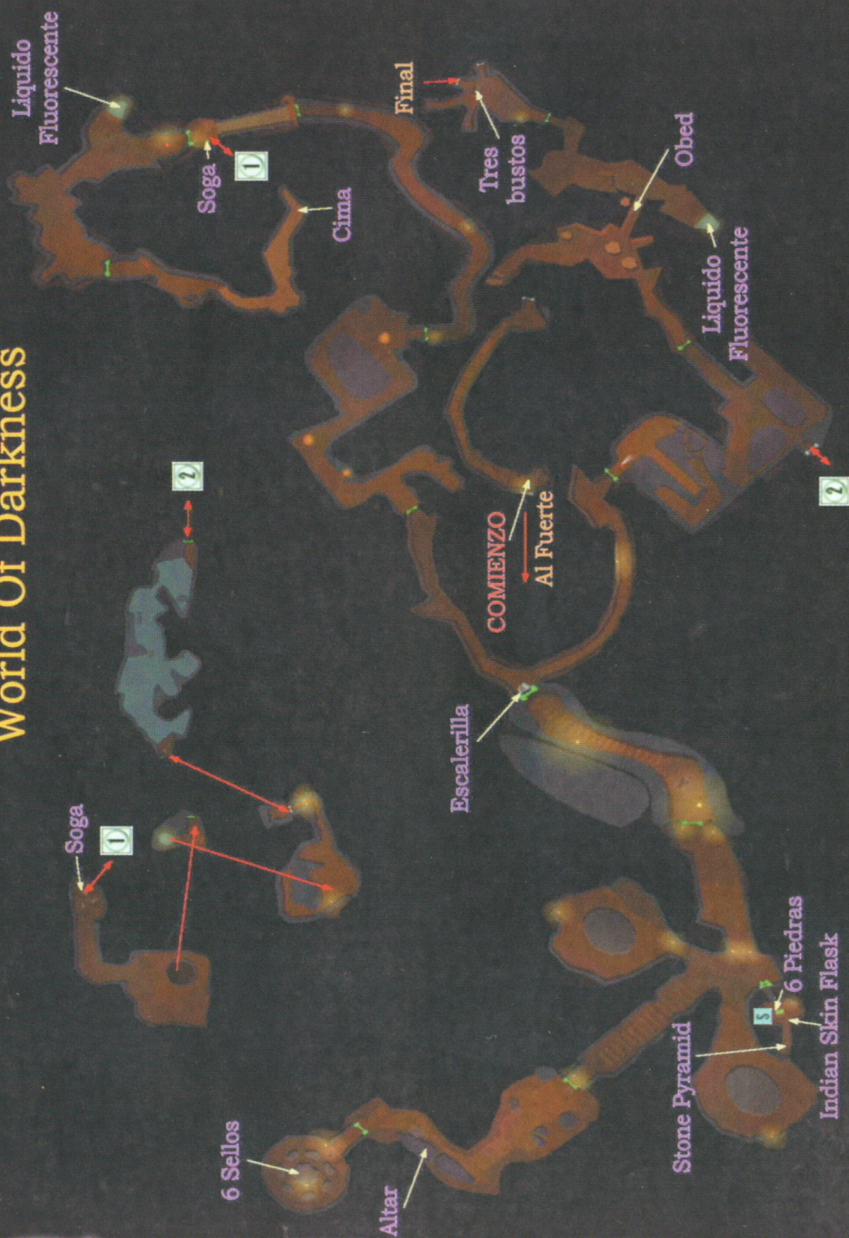 World Of Darkness
6 Sellos
Altar
Soga
1
2
Escalerilla
Stone Pyramid
S
6 Piedras
Indian Skin Flask
COMIENZO
Al Fuerte
2
Liquido
Fluorescente
Soga
1
Cima
Final
Tres
bustos
Obed
Liquido
Fluorescente